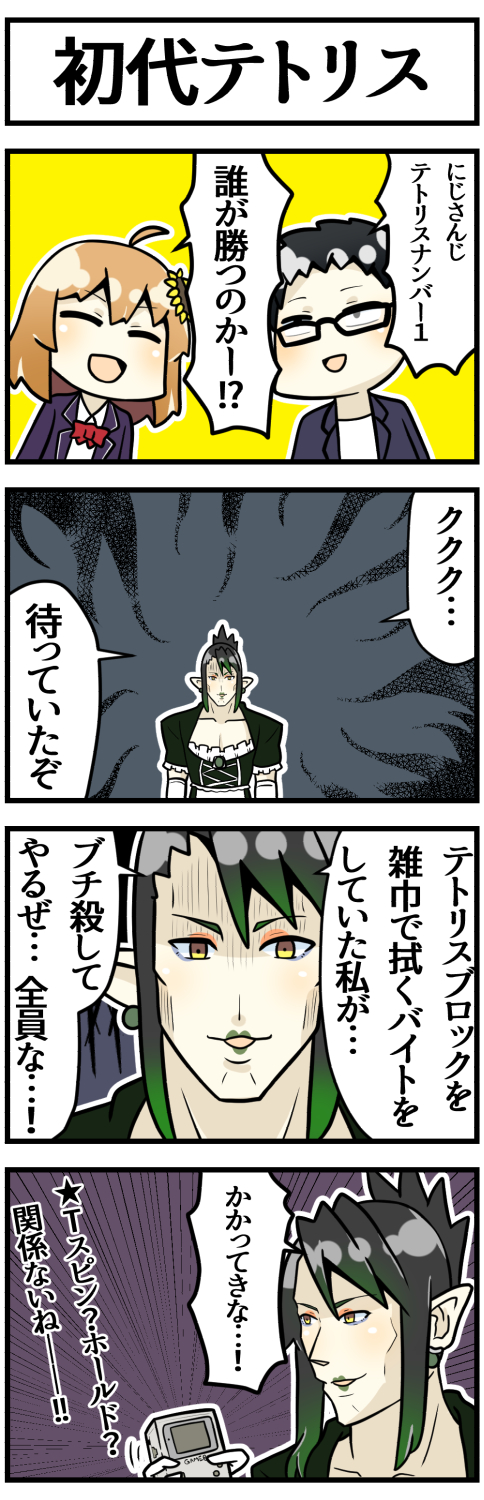 初代テトリス
にじさんじ
テトリスナンバー1
誰が勝つのかー!?
ククク…
待っていたぞ
テトリスブロックを
雑巾で拭くバイトを
していた私が…
ブチ殺して
やるぜ… 全員な…!
かかってきな…!
★Tスピン?ホールド?
関係ないね――!!
GAMEB